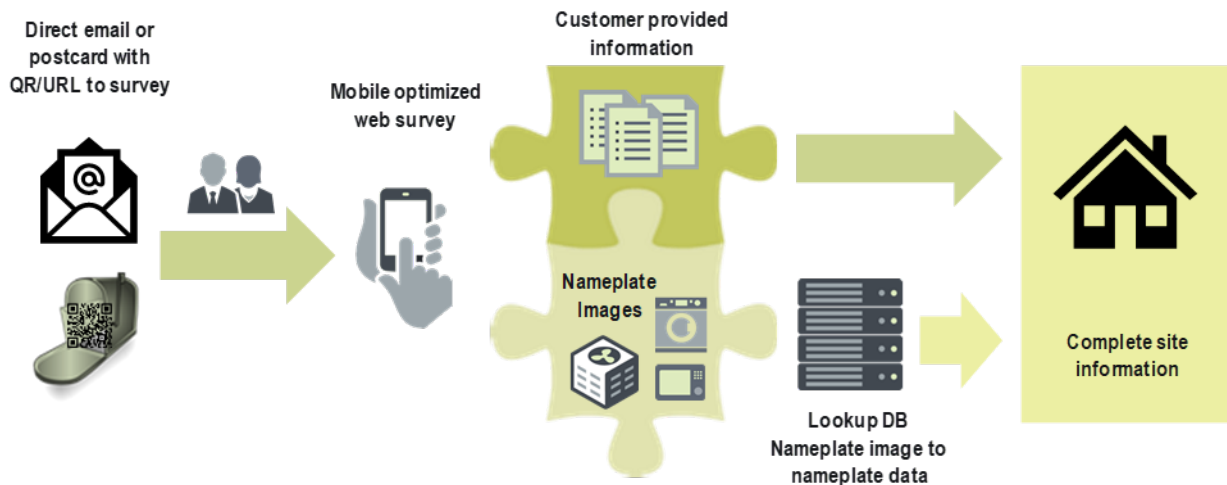 Direct email or
postcard with
QR/URL to survey
Mobile optimized
web survey
Customer provided
information
Nameplate
Images
Lookup DB
Nameplate image to
nameplate data
Complete site
information
@